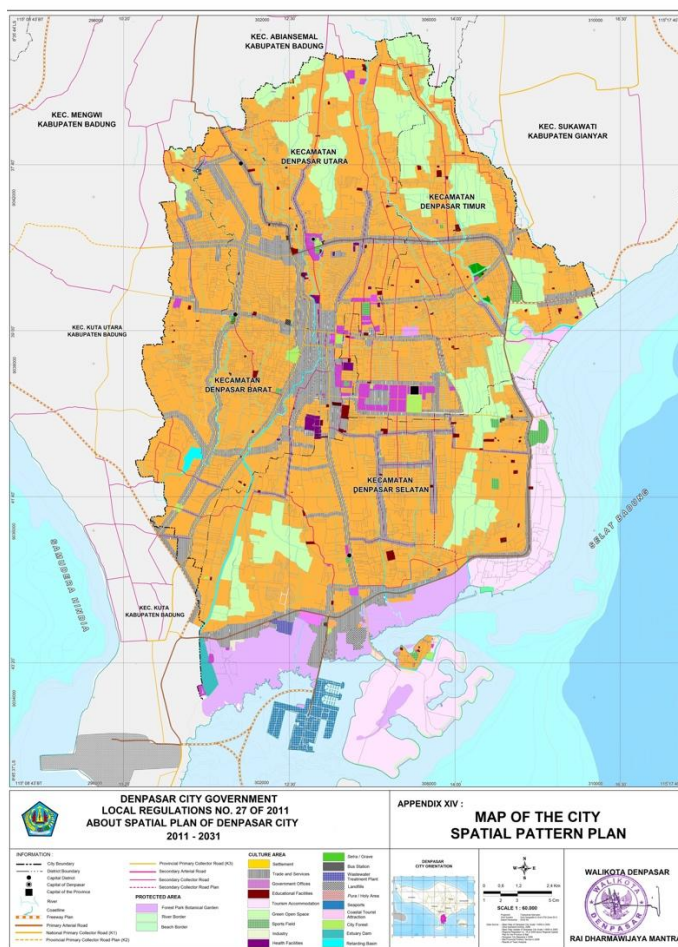 KEC. ABIANSEMAL
KABUPATEN BADUNG
KEC. MENGWI
KABUPATEN BADUNG
KEC. SUKAWATI
KABUPATEN GIANYAR
KECAMATAN
DENPASAR UTARA
KECAMATAN
DENPASAR TIMUR
KEC. KUTA UTARA
KABUPATEN BADUNG
KECAMATAN
DENPASAR BARAT
KECAMATAN
DENPASAR SELATAN
SELAT BADUNG
SAMUDERA HINDIA
KEC. KUTA
KABUPATEN BADUNG
DENPASAR CITY GOVERNMENT
LOCAL REGULATIONS NO. 27 OF 2011
ABOUT SPATIAL PLAN OF DENPASAR CITY
2011 - 2031
APPENDIX XIV :
MAP OF THE CITY
SPATIAL PATTERN PLAN
INFORMATION
City Boundary
District Boundary
Capital District
Capital of Denpasar
Capital of the Province
River
Coastline
Freeway Plan
Primary Arterial Road
National Primary Collector Road (K1)
Provincial Primary Collector Road Plan (K2)
Provincial Primary Collector Road (K3)
Secondary Arterial Road
Secondary Collector Road
Secondary Collector Road Plan
PROTECTED AREA
Forest Park Botanical Garden
River Border
Beach Border
CULTURE AREA
Settlement
Trade and Services
Government Offices
Educational Facilities
Tourism Accommodation
Green Open Space
Sports Field
Industry
Health Facilities
Setra / Grave
Bus Station
Wastewater
Treatment Plant
Landfills
Pura / Holy Area
Seaports
Coastal Tourist
Attraction
City Forest
Estuary Dam
Retarding Basin
DENPASAR
CITY ORIENTATION
SCALE 1 : 60.000
WALIKOTA DENPASAR
WALIKOTA
DENPASAR
RAI DHARMAWIJAYA MANTRA